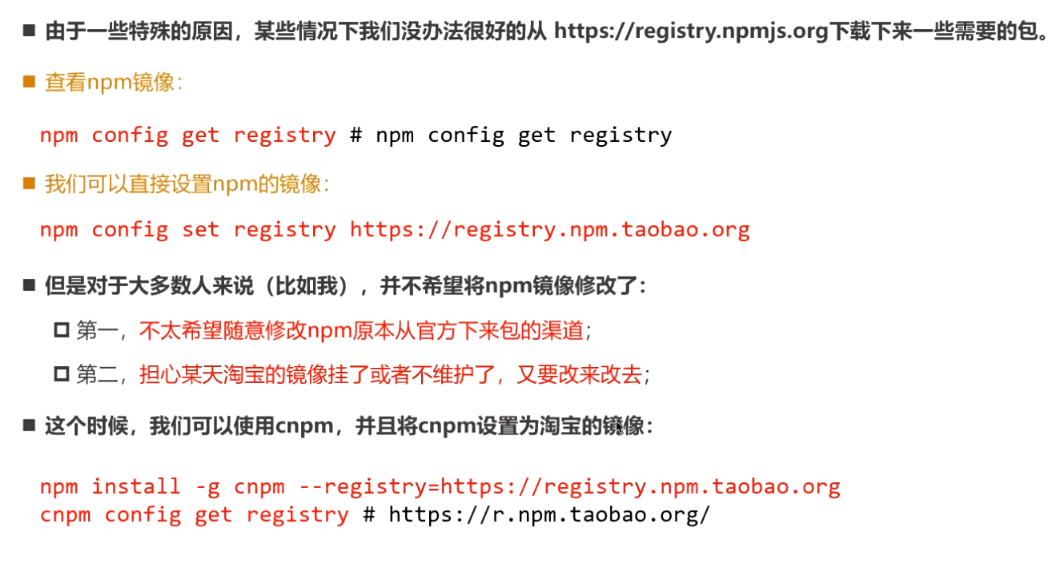 由于一些特殊的原因，某些情况下我们没办法很好的从 https://registry.npmjs.org下载下来一些需要的包。
查看npm镜像：
npm config get registry # npm config get registry
我们可以直接设置npm的镜像：
npm config set registry https://registry.npm.taobao.org
但是对于大多数人来说（比如我），并不希望将npm镜像修改了：
第一，不太希望随意修改npm原本从官方下来包的渠道；
第二，担心某天淘宝的镜像挂了或者不维护了，又要改来改去；
这个时候，我们可以使用cnpm，并且将cnpm设置为淘宝的镜像：
npm install -g cnpm --registry=https://registry.npm.taobao.org
cnpm config get registry # https://r.npm.taobao.org/